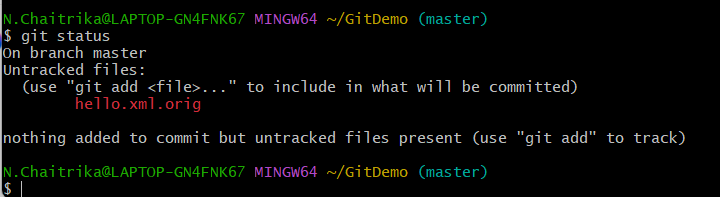 N.Chaitrika@LAPTOP-GN4FNK67 MINGW64 ~/GitDemo (master)
$ git status
On branch master
Untracked files:
  (use "git add <file>..." to include in what will be committed)
        hello.xml.orig

nothing added to commit but untracked files present (use "git add" to track)

N.Chaitrika@LAPTOP-GN4FNK67 MINGW64 ~/GitDemo (master)
$